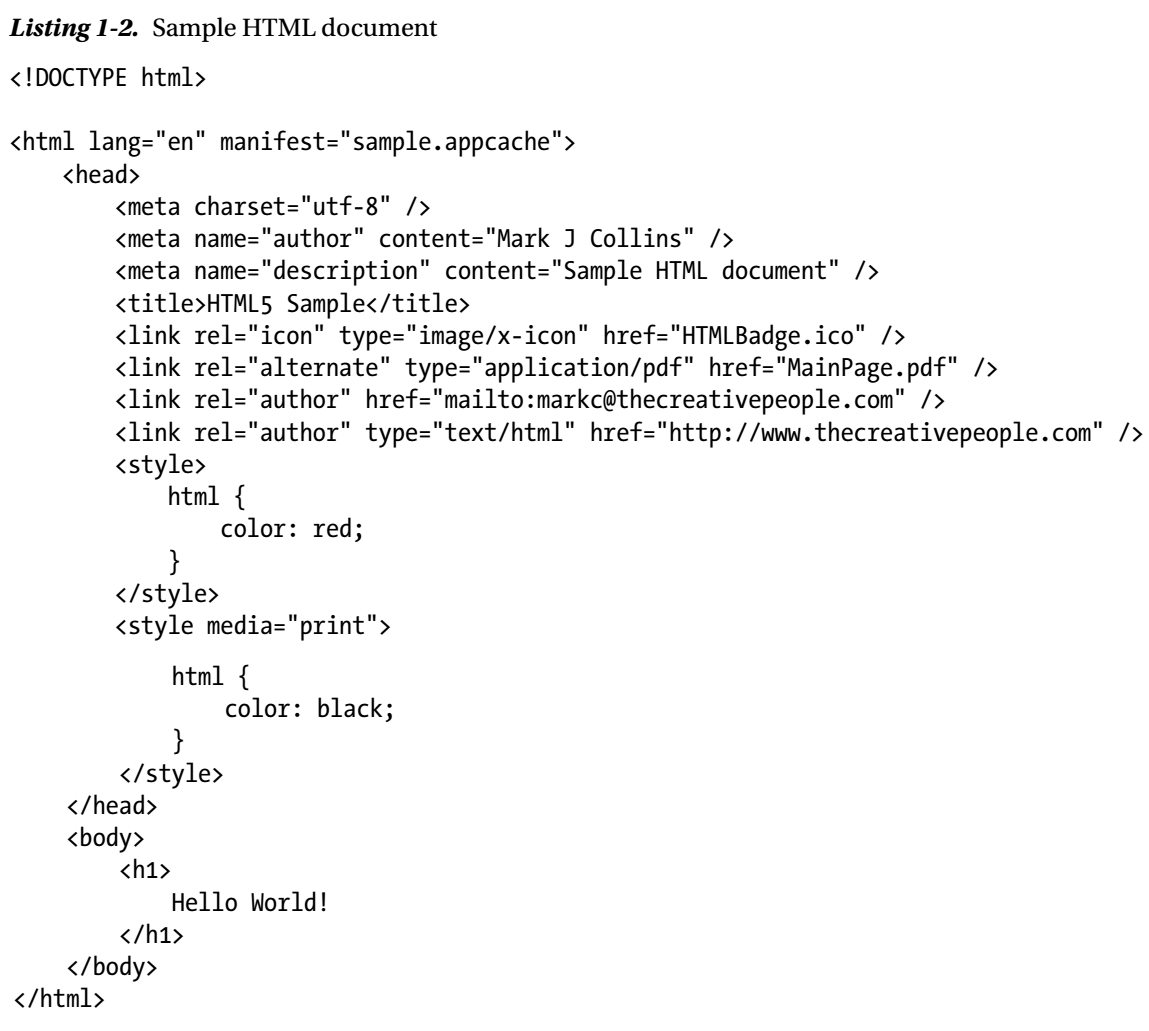 Listing 1-2. Sample HTML document
<!DOCTYPE html>
<html lang="en" manifest="sample.appcache">
    <head>
        <meta charset="utf-8" />
        <meta name="author" content="Mark J Collins" />
        <meta name="description" content="Sample HTML document" />
        <title>HTML5 Sample</title>
        <link rel="icon" type="image/x-icon" href="HTMLBadge.ico" />
        <link rel="alternate" type="application/pdf" href="MainPage.pdf" />
        <link rel="author" href="mailto:markc@thecreativepeople.com" />
        <link rel="author" type="text/html" href="http://www.thecreativepeople.com" />
        <style>
            html {
                color: red;
            }
        </style>
        <style media="print">
            html {
                color: black;
            }
        </style>
    </head>
    <body>
        <h1>
            Hello World!
        </h1>
    </body>
</html>